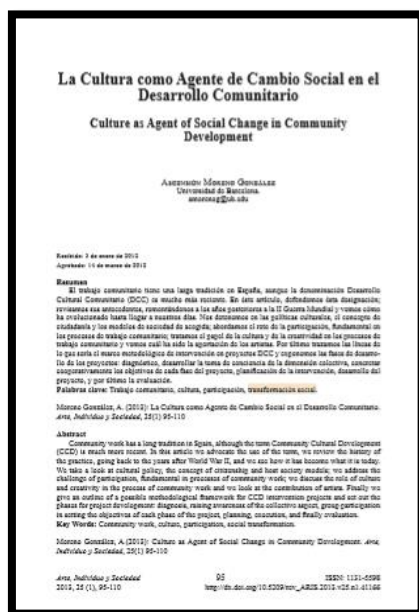 La Cultura como Agente de Cambio Social en el
Desarrollo Comunitario
Culture as Agent of Social Change in Community
Development
Ascensión Moreno González
Universidad de Barcelona
amorenog@ub.edu
Recibido: 3 de enero de 2012
Aprobado: 14 de marzo de 2012
Resumen
El trabajo comunitario tiene una larga tradición en España, aunque la denominación Desarrollo
Cultural Comunitario (DCC) es mucho más reciente. En este artículo, defendemos esta designación;
revisamos sus antecedentes, remontándonos a los años posteriores a la II Guerra Mundial y vemos cómo
ha evolucionado hasta llegar a nuestros días. Nos detenemos en las políticas culturales, el concepto de
ciudadanía y los modelos de sociedad de acogida; abordamos el reto de la participación, fundamental en
los procesos de trabajo comunitario; tratamos el papel de la cultura y de la creatividad en los procesos de
trabajo comunitario y vemos cuál ha sido la aportación de los artistas. Por último tratamos las líneas de
lo que sería el marco metodológico de intervención en proyectos DCC y exponemos las fases de desarro-
llo de los proyectos: diagnóstico, desarrollar la toma de conciencia de la dimensión colectiva, concretar
cooperativamente los objetivos de cada fase del proyecto, planificación de la intervención, desarrollo del
proyecto, y por último la evaluación.
Palabras clave: Trabajo comunitario, cultura, participación, transformación social.
Moreno González, A. (2013): La Cultura como Agente de Cambio Social en el Desarrollo Comunitario.
Arte, Individuo y Sociedad, 25(1) 95-110
Abstract
Community work has a long tradition in Spain, although the term Community Cultural Development
(CCD) is much more recent. In this article we advocate the use of the term, we review the history of
the practice, going back to the years after World War II, and we see how it has become what it is today.
We take a look at cultural policy, the concept of citizenship and host society models; we address the
challenge of participation, fundamental in processes of community work; we discuss the role of culture
and creativity in the process of community work and we look at the contribution of artists. Finally we
give an outline of a possible methodological framework for CCD intervention projects and set out the
phases for project development: diagnosis, raising awareness of the collective aspect, group participation
in setting the objectives of each phase of the project, planning, execution, and finally evaluation.
Key Words: Community work, culture, participation, social transformation.
Moreno González, A. (2013): Culture as Agent of Social Change in Community Development. Arte,
Individuo y Sociedad, 25(1) 95-110
Arte, Individuo y Sociedad 95 ISSN: 1131-5598
2013, 25 (1), 95-110 http://dx.doi.org/10.5209/rev_ARIS.2013.v25.n1.41166